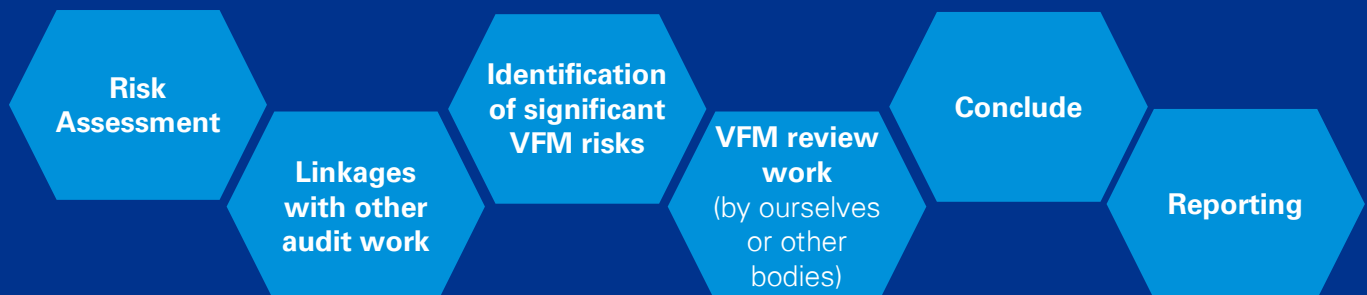 Risk
Assessment
Linkages
with other
audit work
Identification
of significant
VFM risks
VFM review
work
(by ourselves
or other
bodies)
Conclude
Reporting